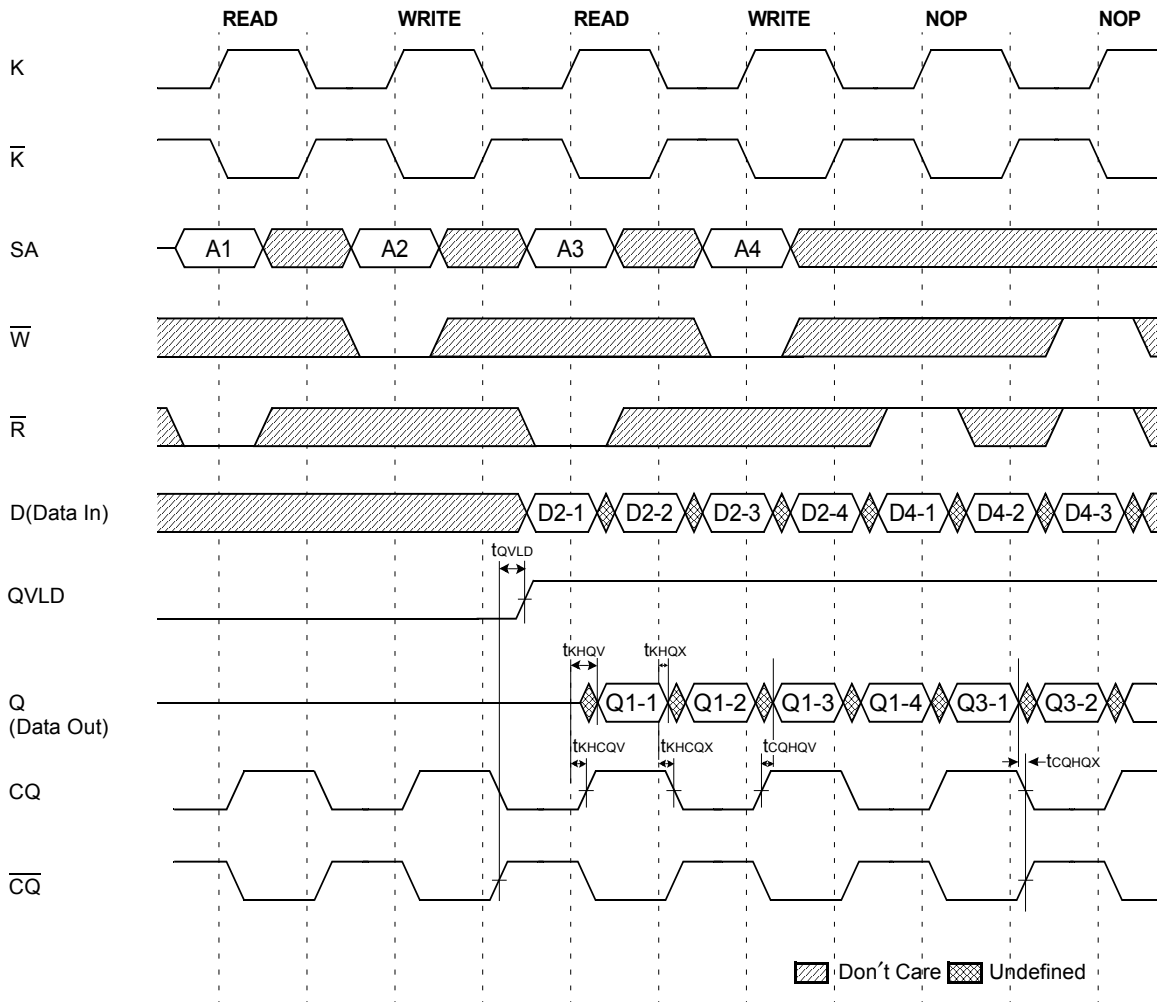 READ WRITE READ WRITE NOP NOP
K
K
SA A1 A2 A3 A4
W
R
D(Data In) D2-1 D2-2 D2-3 D2-4 D4-1 D4-2 D4-3
tQVLD
QVLD
tKHQV tKHQX
Q Q1-1 Q1-2 Q1-3 Q1-4 Q3-1 Q3-2
(Data Out)
tKHCQV tKHCQX tCQHQV tCQHQX
CQ
CQ
Don't Care Undefined